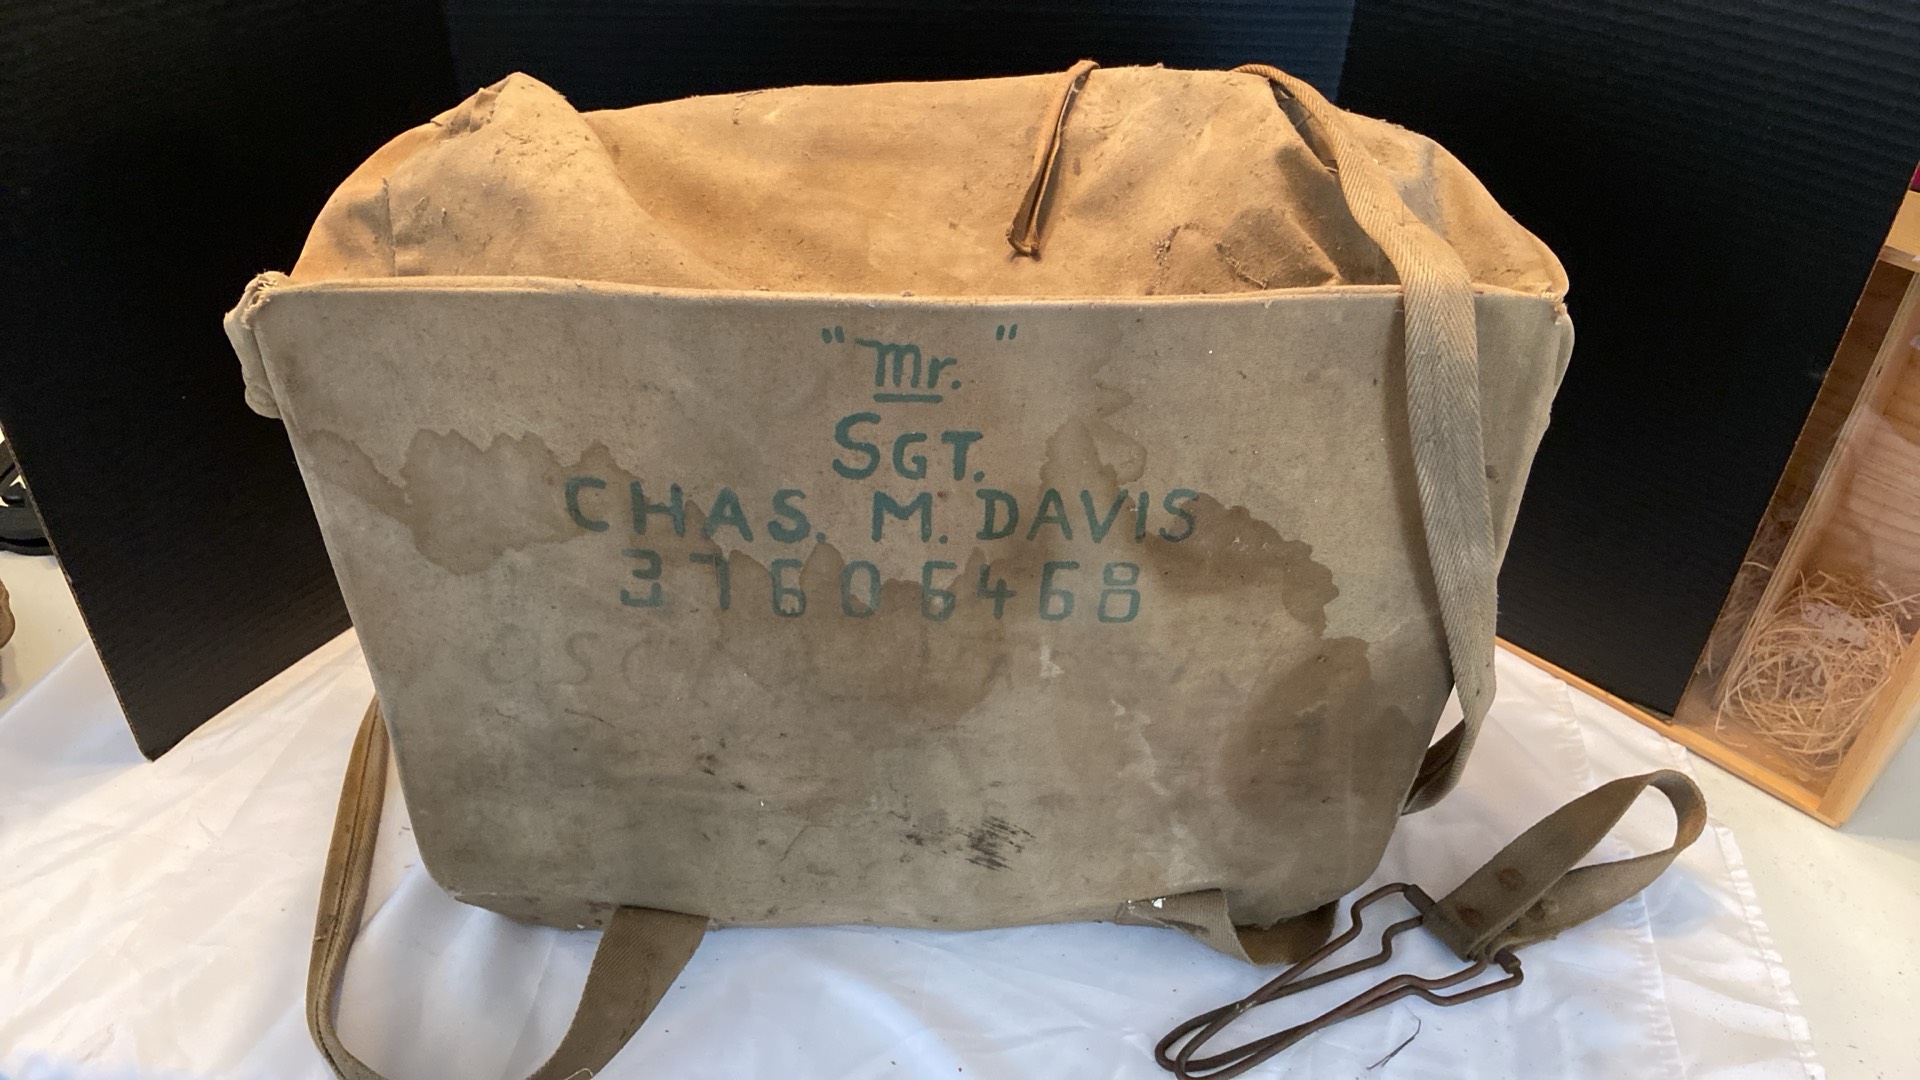 "Mr."
SGT.
CHAS. M. DAVIS
37606468